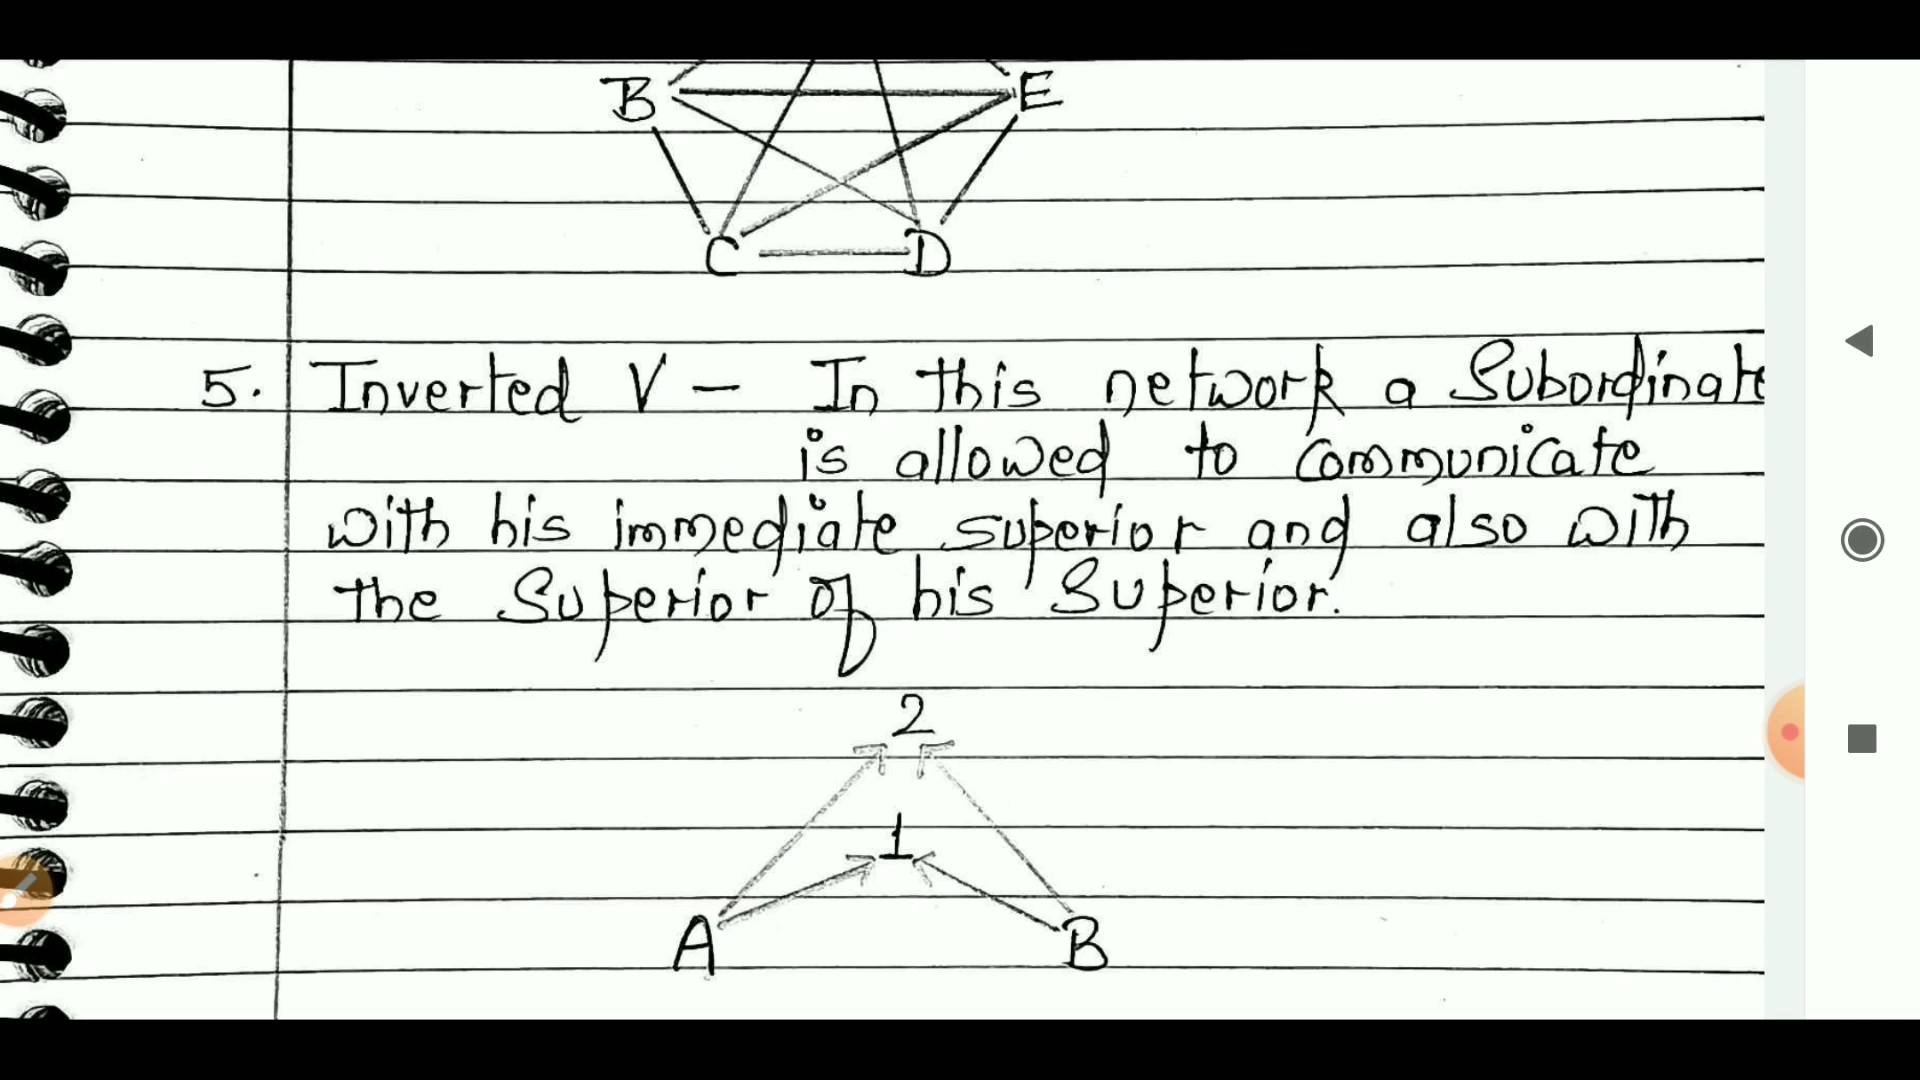 B E
C D
5. Inverted V - In this network a Subordinate
is allowed to communicate
with his immediate superior and also with
the Superior of his Superior.
2
1
A B